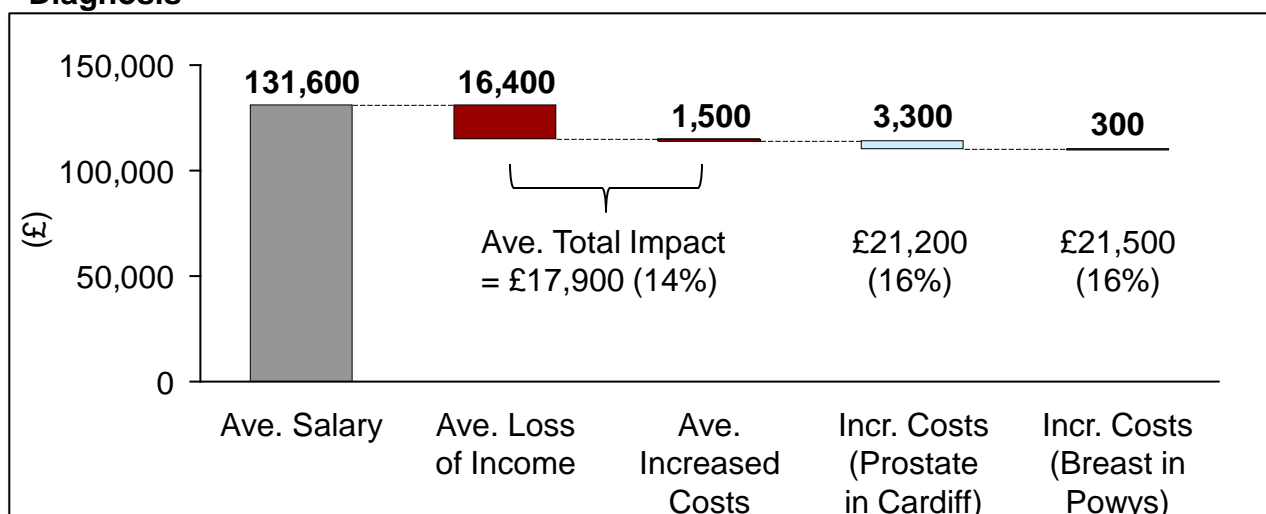 Diagnosis
150,000
100,000
50,000
0
(£)
131,600
16,400
1,500
3,300
300
Ave. Total Impact
= £17,900 (14%)
£21,200
(16%)
£21,500
(16%)
Ave. Salary
Ave. Loss
of Income
Ave.
Increased
Costs
Incr. Costs
(Prostate
in Cardiff)
Incr. Costs
(Breast in
Powys)